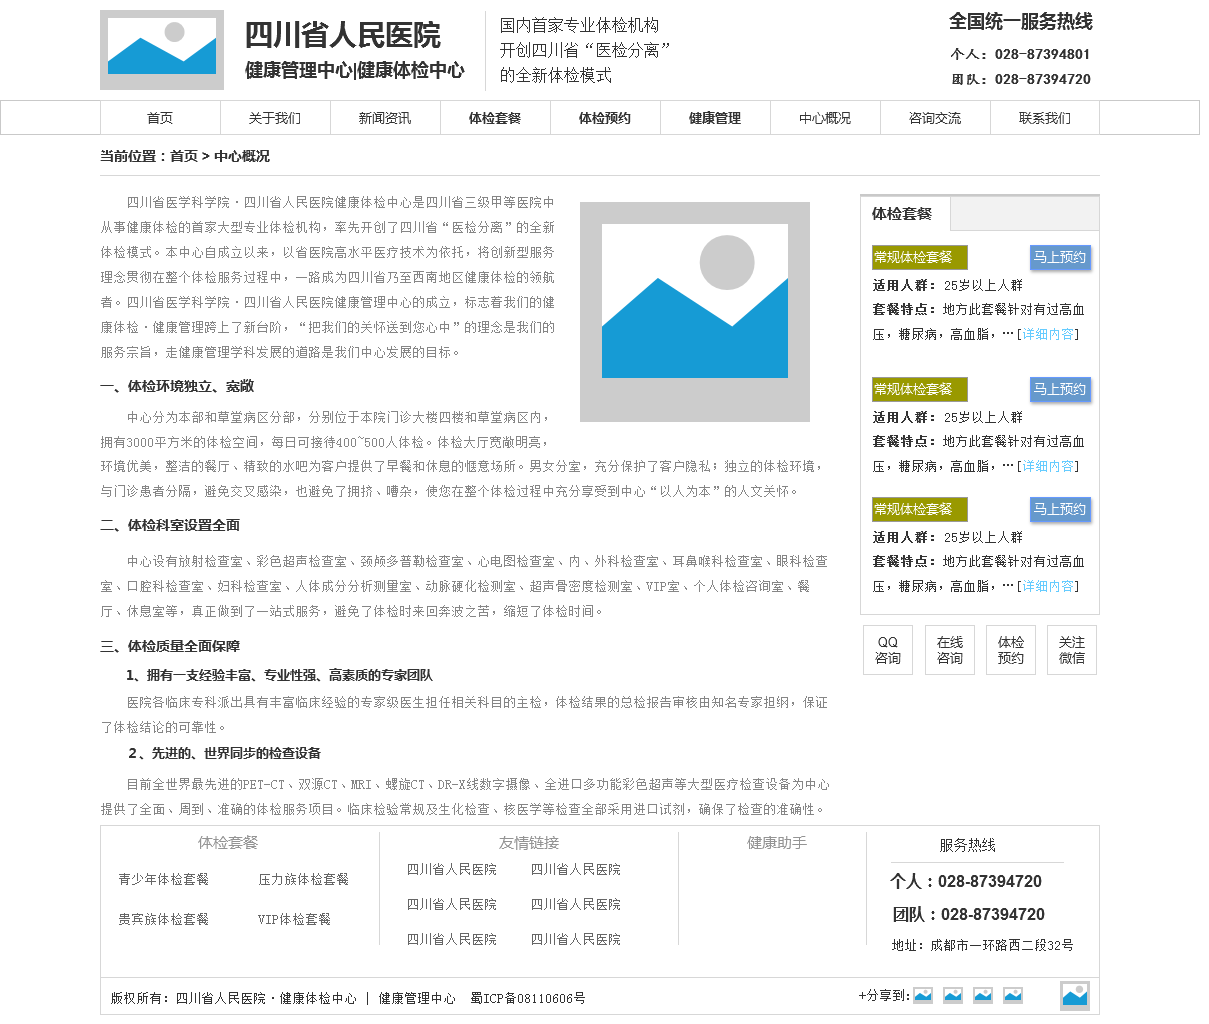 四川省人民医院
健康管理中心|健康体检中心
国内首家专业体检机构
开创四川省“医检分离”
的全新体检模式
全国统一服务热线
个人：028-87394801
团队：028-87394720
首页 关于我们 新闻资讯 体检套餐 体检预约 健康管理 中心概况 咨询交流 联系我们
当前位置：首页 > 中心概况
四川省医学科学院·四川省人民医院健康体检中心是四川省三级甲等医院中
从事健康体检的首家大型专业体检机构，率先开创了四川省“医检分离”的全新
体检模式。本中心自成立以来，以省医院高水平医疗技术为依托，将创新型服务
理念贯彻在整个体检服务过程中，一路成为四川省乃至西南地区健康体检的领航
者。四川省医学科学院·四川省人民医院健康管理中心的成立，标志着我们的健
康体检·健康管理跨上了新台阶，“把我们的关怀送到您心中”的理念是我们的
服务宗旨，走健康管理学科发展的道路是我们中心发展的目标。
一、体检环境独立、宽敞
中心分为本部和草堂病区分部，分别位于本院门诊大楼四楼和草堂病区内，
拥有3000平方米的体检空间，每日可接待400~500人体检。体检大厅宽敞明亮，
环境优美，整洁的餐厅、精致的水吧为客户提供了早餐和休息的惬意场所。男女分室，充分保护了客户隐私；独立的体检环境，
与门诊患者分隔，避免交叉感染，也避免了拥挤、嘈杂，使您在整个体检过程中充分享受到中心“以人为本”的人文关怀。
二、体检科室设置全面
中心设有放射检查室、彩色超声检查室、颈颅多普勒检查室、心电图检查室、内、外科检查室、耳鼻喉科检查室、眼科检查
室、口腔科检查室、妇科检查室、人体成分分析测量室、动脉硬化检测室、超声骨密度检测室、VIP室、个人体检咨询室、餐
厅、休息室等，真正做到了一站式服务，避免了体检时来回奔波之苦，缩短了体检时间。
三、体检质量全面保障
1、拥有一支经验丰富、专业性强、高素质的专家团队
医院各临床专科派出具有丰富临床经验的专家级医生担任相关科目的主检，体检结果的总检报告审核由知名专家担纲，保证
了体检结论的可靠性。
2、先进的、世界同步的检查设备
目前全世界最先进的PET-CT、双源CT、MRI、螺旋CT、DR-X线数字摄像、全进口多功能彩色超声等大型医疗检查设备为中心
提供了全面、周到、准确的体检服务项目。临床检验常规及生化检查、核医学等检查全部采用进口试剂，确保了检查的准确性。
体检套餐
常规体检套餐 马上预约
适用人群：25岁以上人群
套餐特点：地方此套餐针对有过高血
压，糖尿病，高血脂，…[详细内容]
常规体检套餐 马上预约
适用人群：25岁以上人群
套餐特点：地方此套餐针对有过高血
压，糖尿病，高血脂，…[详细内容]
常规体检套餐 马上预约
适用人群：25岁以上人群
套餐特点：地方此套餐针对有过高血
压，糖尿病，高血脂，…[详细内容]
QQ 在线 体检 关注
咨询 咨询 预约 微信
体检套餐
青少年体检套餐 压力族体检套餐
贵宾族体检套餐 VIP体检套餐
友情链接
四川省人民医院 四川省人民医院
四川省人民医院 四川省人民医院
四川省人民医院 四川省人民医院
健康助手
服务热线
个人：028-87394720
团队：028-87394720
地址：成都市一环路西二段32号
版权所有：四川省人民医院·健康体检中心 | 健康管理中心 蜀ICP备08110606号
+分享到: